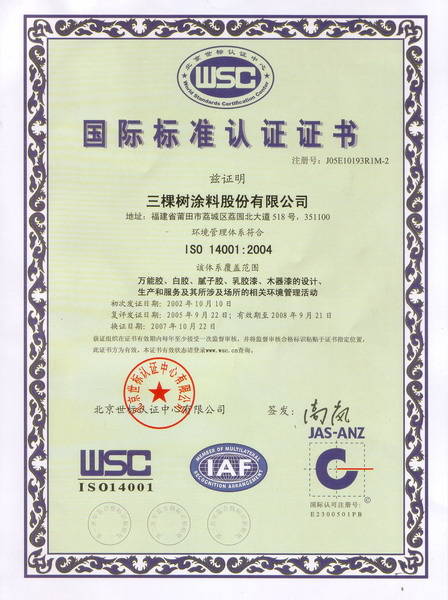 北京世标认证中心
WSC
World Standards Certification Center
国际标准认证证书
注册号：J05E10193R1M-2
兹证明
三棵树涂料股份有限公司
地址：福建省莆田市荔城区荔园北大道518号，351100
环境管理体系符合
ISO 14001:2004
该体系覆盖范围
万能胶、白胶、腻子胶、乳胶漆、木器漆的设计、
生产和服务及其所涉及场所的相关环境管理活动
初次发证日期：2002年10月10日
复评发证日期：2005年9月22日；有效期至2008年9月21日
换证日期：2007年10月22日
获证组织在证书有效期内每年至少接受一次监督审核，并将监督审核合格标识粘贴于证书指定位置，
此证书方为有效，本证书有效状态请登录www.wsc.cn查询。
北京世标认证中心有限公司
北京世标认证中心有限公司
签发：
JAS-ANZ
WSC
ISO14001
MEMBER OF MULTILATERAL
IAF
RECOGNITION ARRANGEMENT
©
国际认可注册号：
E2300501PB